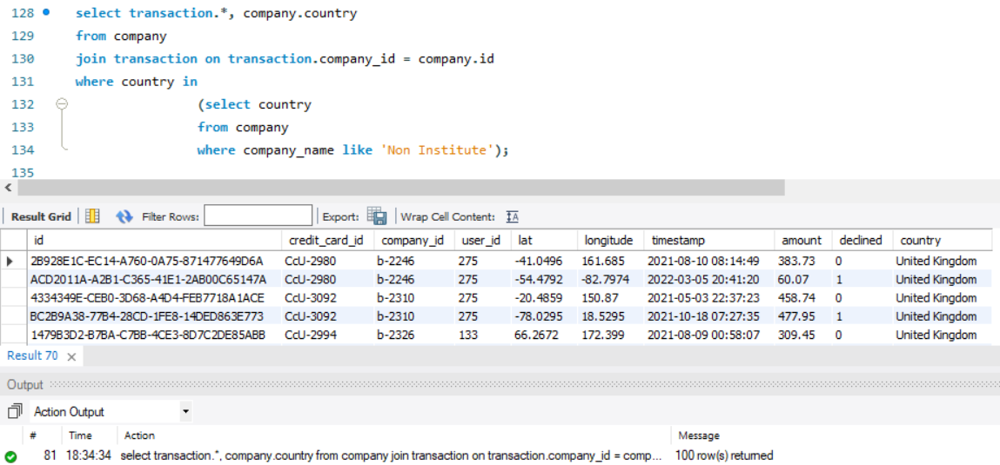 128 select transaction.*, company.country
129 from company
130 join transaction on transaction.company_id = company.id
131 where country in
132 (select country
133 from company
134 where company_name like 'Non Institute');
135
Result Grid Filter Rows: Export: Wrap Cell Content: IA
id credit_card_id company_id user_id lat longitude timestamp amount declined country
2B928E1C-EC14-A760-0A75-871477649D6A CcU-2980 b-2246 275 -41.0496 161.685 2021-08-10 08:14:49 383.73 0 United Kingdom
ACD2011A-A2B1-C365-41E1-2AB00C65147A CcU-2980 b-2246 275 -54.4792 -82.7974 2022-03-05 20:41:20 60.07 1 United Kingdom
4334349E-CEB0-3D68-A4D4-FEB7718A1ACE CcU-3092 b-2310 275 -20.4859 150.87 2021-05-03 22:37:23 458.74 0 United Kingdom
BC2B9A38-77B4-28CD-1FE8-14DED863E773 CcU-3092 b-2310 275 -78.0295 18.5295 2021-10-18 07:27:35 477.95 1 United Kingdom
1479B3D2-B7BA-C7BB-4CE3-8D7C2DE85ABB CcU-2994 b-2326 133 66.2672 172.399 2021-08-09 00:58:07 309.45 0 United Kingdom
Result 70
Output
Action Output
# Time Action Message
81 18:34:34 select transaction.*, company.country from company join transaction on transaction.company_id = comp... 100 row(s) returned